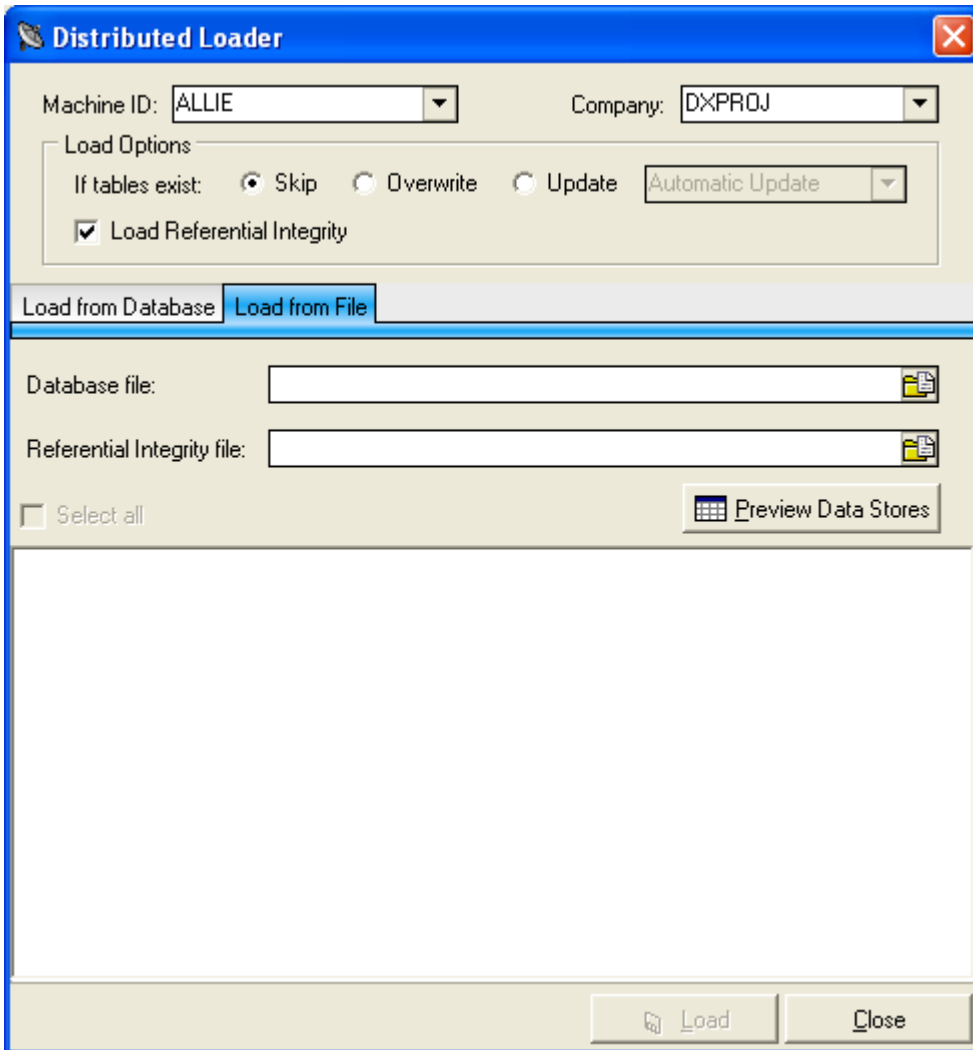 Distributed Loader
Machine ID: ALLIE Company: DXPROJ
Load Options
If tables exist: Skip Overwrite Update Automatic Update
Load Referential Integrity
Load from Database Load from File
Database file:
Referential Integrity file:
Select all Preview Data Stores
Load Close